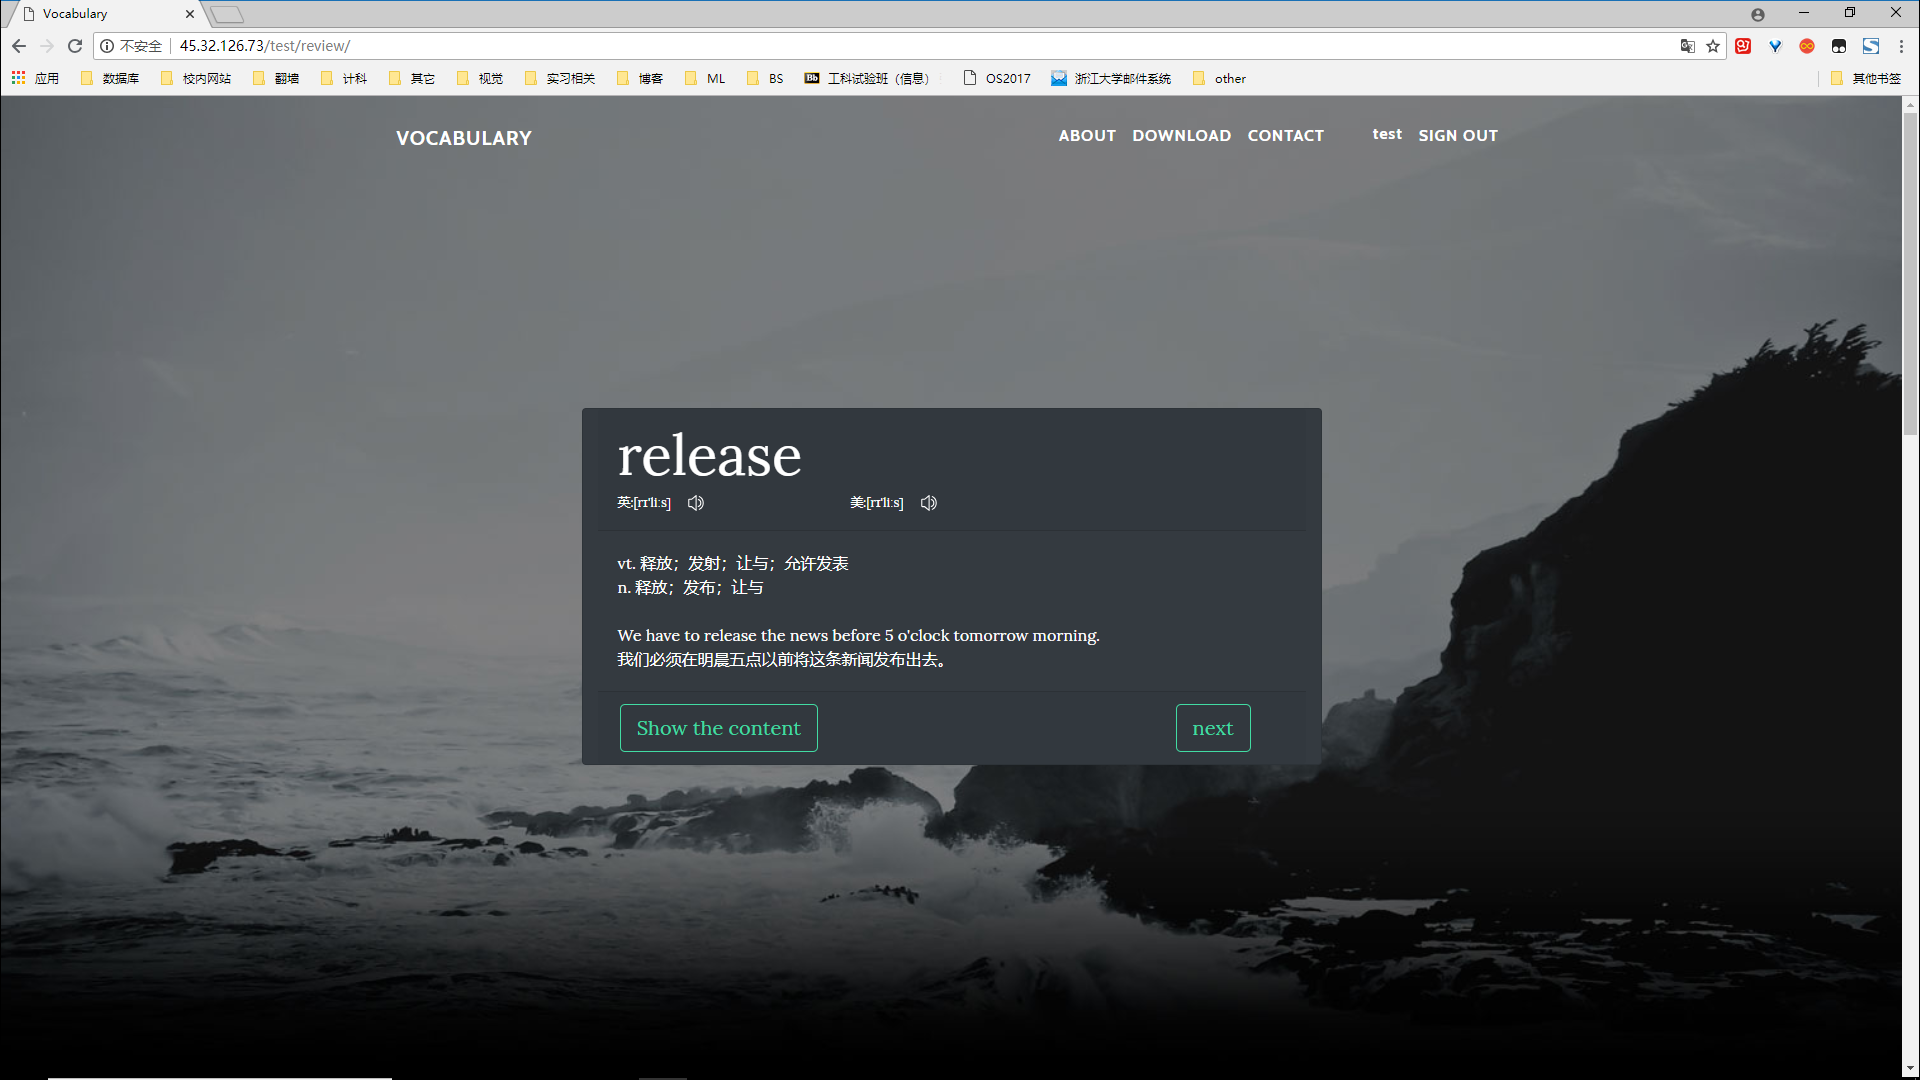 Vocabulary
不安全 45.32.126.73/test/review/
应用 数据库 校内网站 翻墙 计科 其它 视觉 实习相关 博客 ML BS Bb 工科试验班（信息） OS2017 浙江大学邮件系统 other 其他书签
VOCABULARY ABOUT DOWNLOAD CONTACT test SIGN OUT
release
英:[rɪ'liːs] 美:[rɪ'liːs]
vt. 释放；发射；让与；允许发表
n. 释放；发布；让与
We have to release the news before 5 o'clock tomorrow morning.
我们必须在明晨五点以前将这条新闻发布出去。
Show the content next